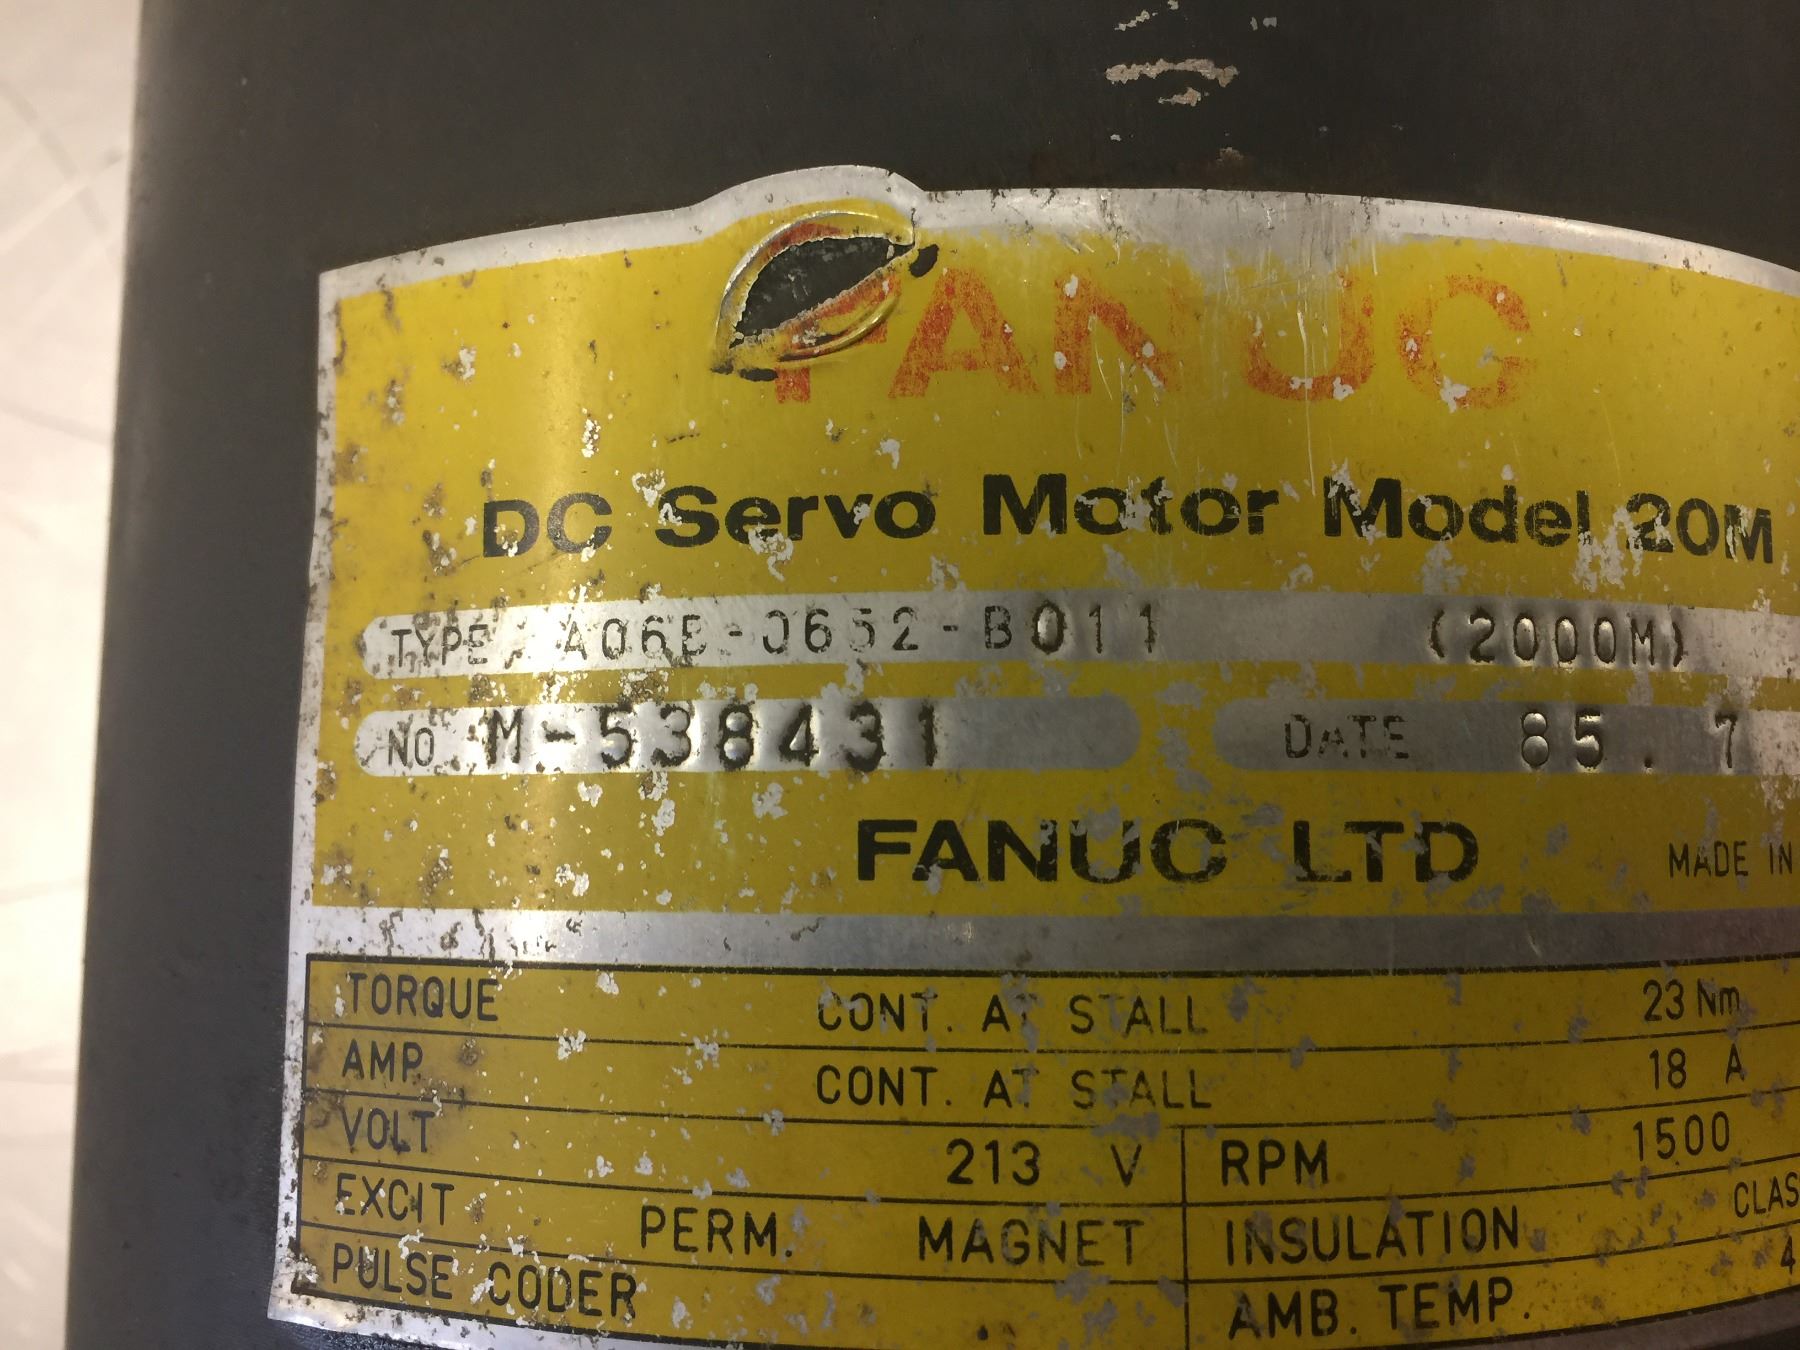 FANUC
DC Servo Motor Model 20M
TYPE A06B-0652-B011 (2000M)
NO. M-538431 DATE 85.7
FANUC LTD MADE IN
TORQUE CONT. AT STALL 23 Nm
AMP. CONT. AT STALL 18 A
VOLT 213 V RPM 1500
EXCIT PERM. MAGNET INSULATION CLAS
PULSE CODER AMB. TEMP. 4